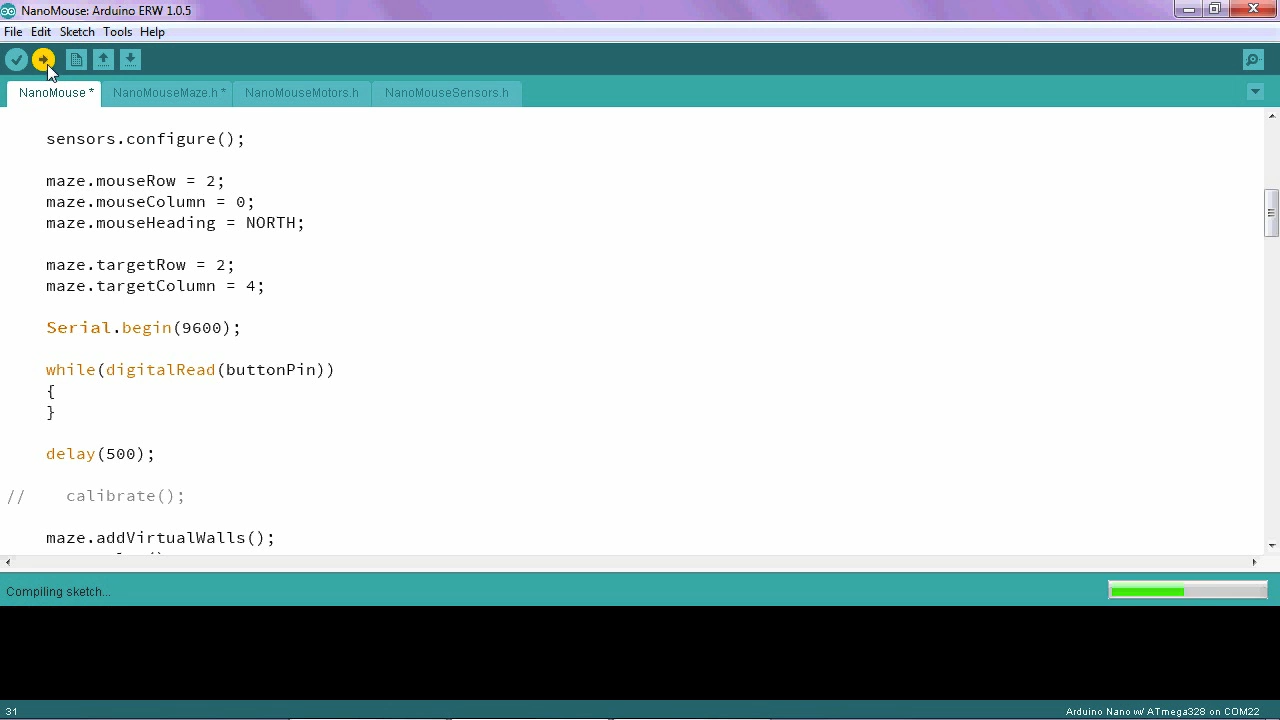 NanoMouse: Arduino ERW 1.0.5
File Edit Sketch Tools Help
NanoMouse * NanoMouseMaze.h * NanoMouseMotors.h NanoMouseSensors.h
sensors.configure();
maze.mouseRow = 2;
maze.mouseColumn = 0;
maze.mouseHeading = NORTH;
maze.targetRow = 2;
maze.targetColumn = 4;
Serial.begin(9600);
while(digitalRead(buttonPin))
{
}
delay(500);
// calibrate();
maze.addVirtualWalls();
Compiling sketch...
31 Arduino Nano w/ ATmega328 on COM22